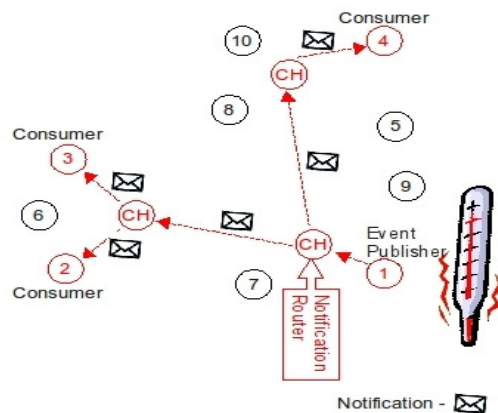 Consumer
10
4
CH
8
5
Consumer
3
9
6
CH
Event
Publisher
CH
2
7
1
Consumer
Notification
Router
Notification -